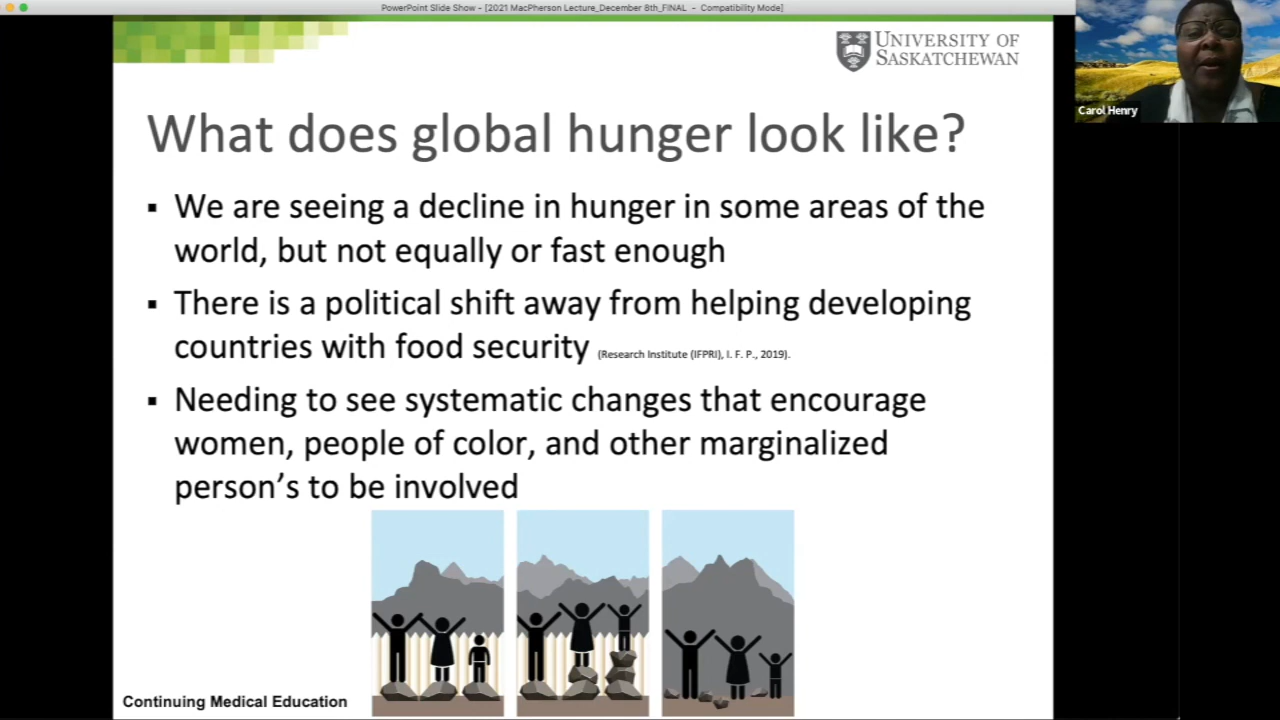 PowerPoint Slide Show - [2021 MacPherson Lecture_December 8th_FINAL - Compatibility Mode]
UNIVERSITY OF
SASKATCHEWAN
Carol Henry
What does global hunger look like?
▪ We are seeing a decline in hunger in some areas of the
world, but not equally or fast enough
▪ There is a political shift away from helping developing
countries with food security (Research Institute (IFPRI), I. F. P., 2019).
▪ Needing to see systematic changes that encourage
women, people of color, and other marginalized
person's to be involved
Continuing Medical Education